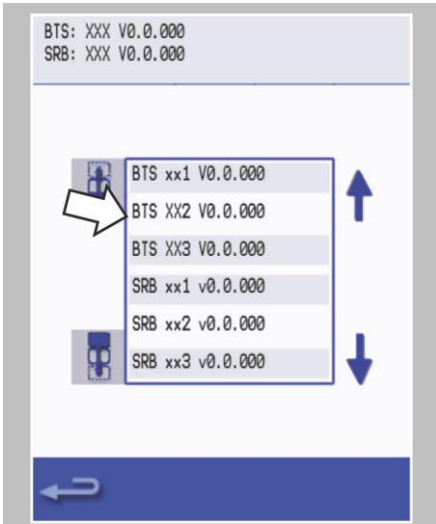 BTS: XXX V0.0.000
SRB: XXX V0.0.000
BTS xx1 V0.0.000
BTS XX2 V0.0.000
BTS XX3 V0.0.000
SRB xx1 v0.0.000
SRB xx2 v0.0.000
SRB xx3 v0.0.000